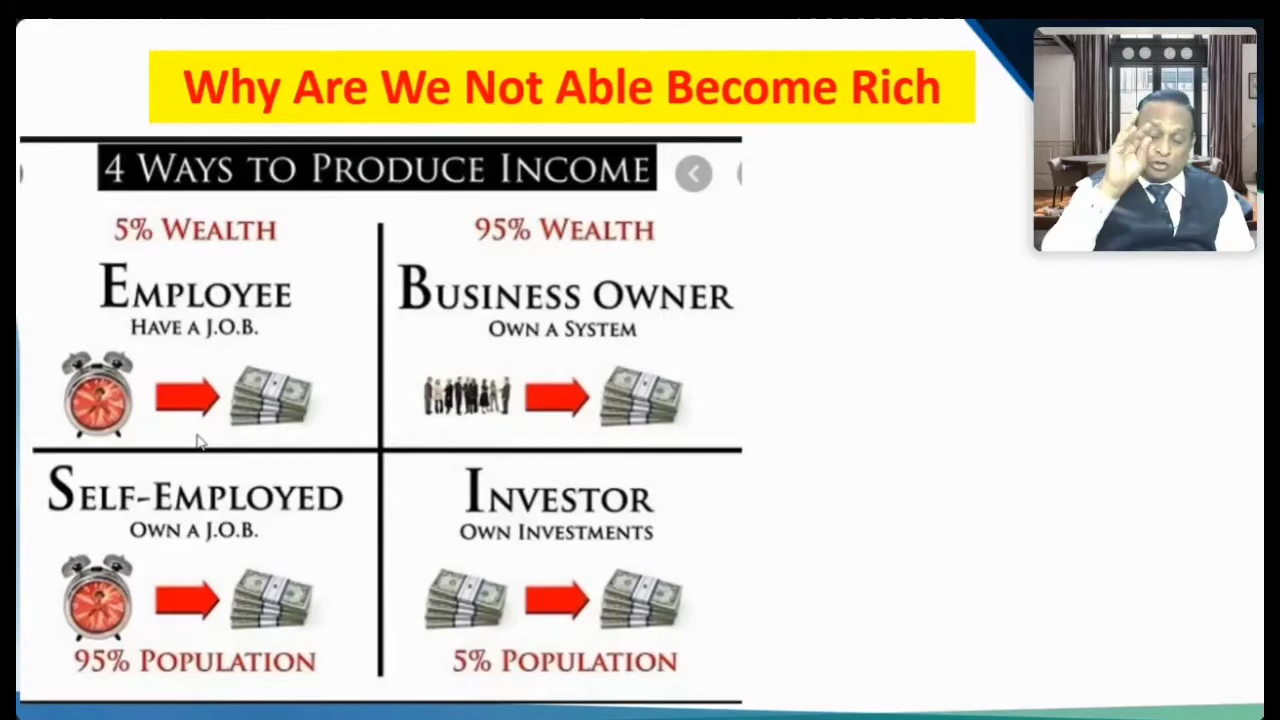 Why Are We Not Able Become Rich
4 Ways to Produce Income
5% Wealth
95% Wealth
Employee
Have a J.O.B.
Business Owner
Own a System
Self-Employed
Own a J.O.B.
Investor
Own Investments
95% Population
5% Population